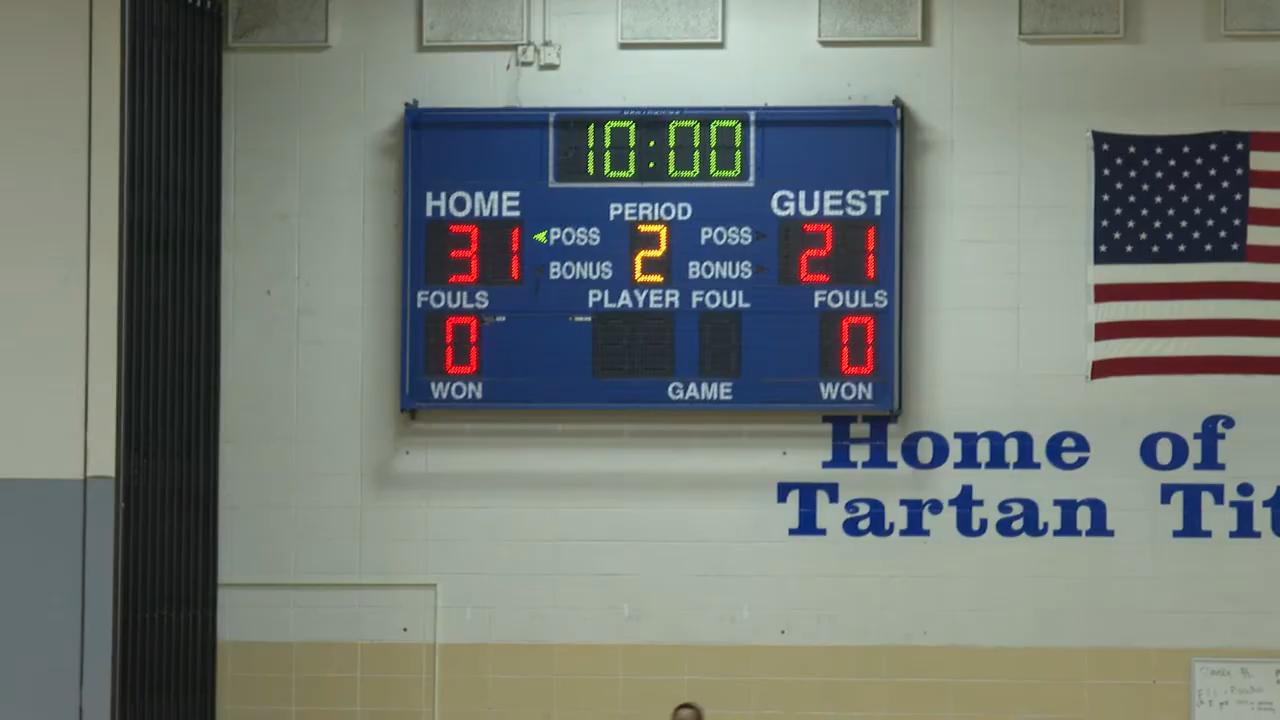 10:00
HOME
GUEST
PERIOD
31
POSS
2
POSS
21
BONUS
BONUS
FOULS
PLAYER FOUL
FOULS
0
0
WON
GAME
WON
Home of
Tartan Tit